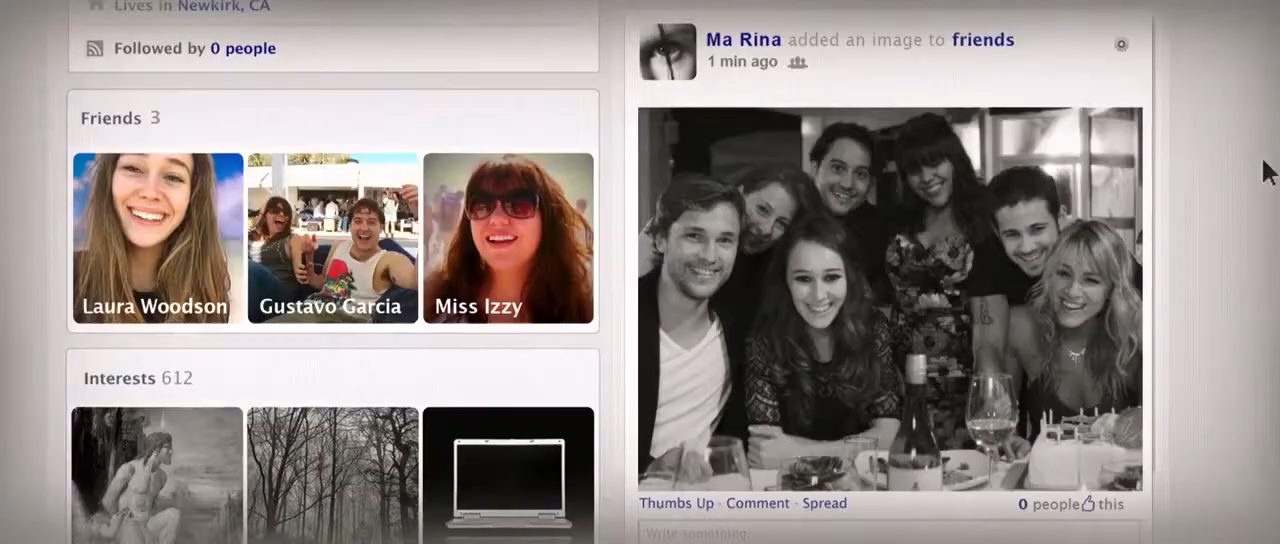 Lives in Newkirk, CA
Followed by 0 people
Friends 3
Laura Woodson
Gustavo Garcia
Miss Izzy
Interests 612
Ma Rina added an image to friends
1 min ago
Thumbs Up · Comment · Spread
0 people this
Write something.